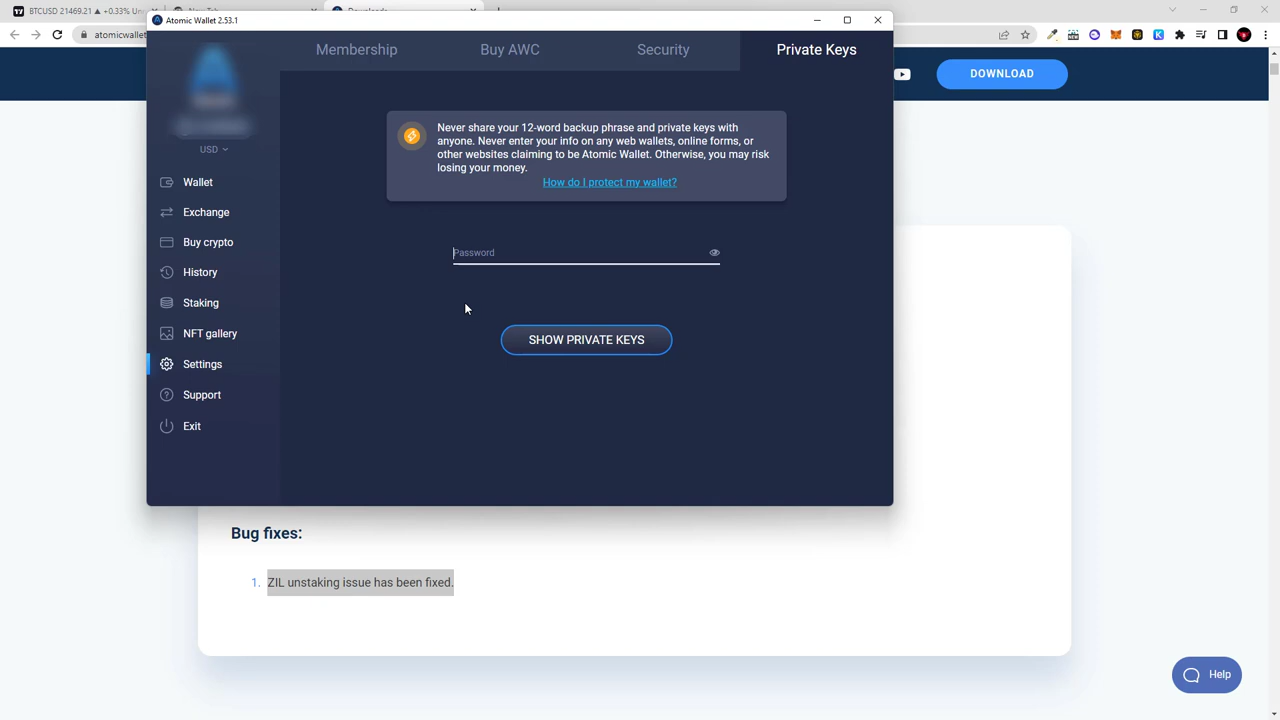 BTCUSD 21469.21 ▲ +0.33%
Atomic Wallet 2.53.1
atomicwallet
Membership
Buy AWC
Security
Private Keys
DOWNLOAD
Never share your 12-word backup phrase and private keys with
anyone. Never enter your info on any web wallets, online forms, or
other websites claiming to be Atomic Wallet. Otherwise, you may risk
losing your money.
How do I protect my wallet?
USD
Wallet
Exchange
Buy crypto
History
Staking
NFT gallery
Settings
Support
Exit
Password
SHOW PRIVATE KEYS
Bug fixes:
1. ZIL unstaking issue has been fixed.
Help